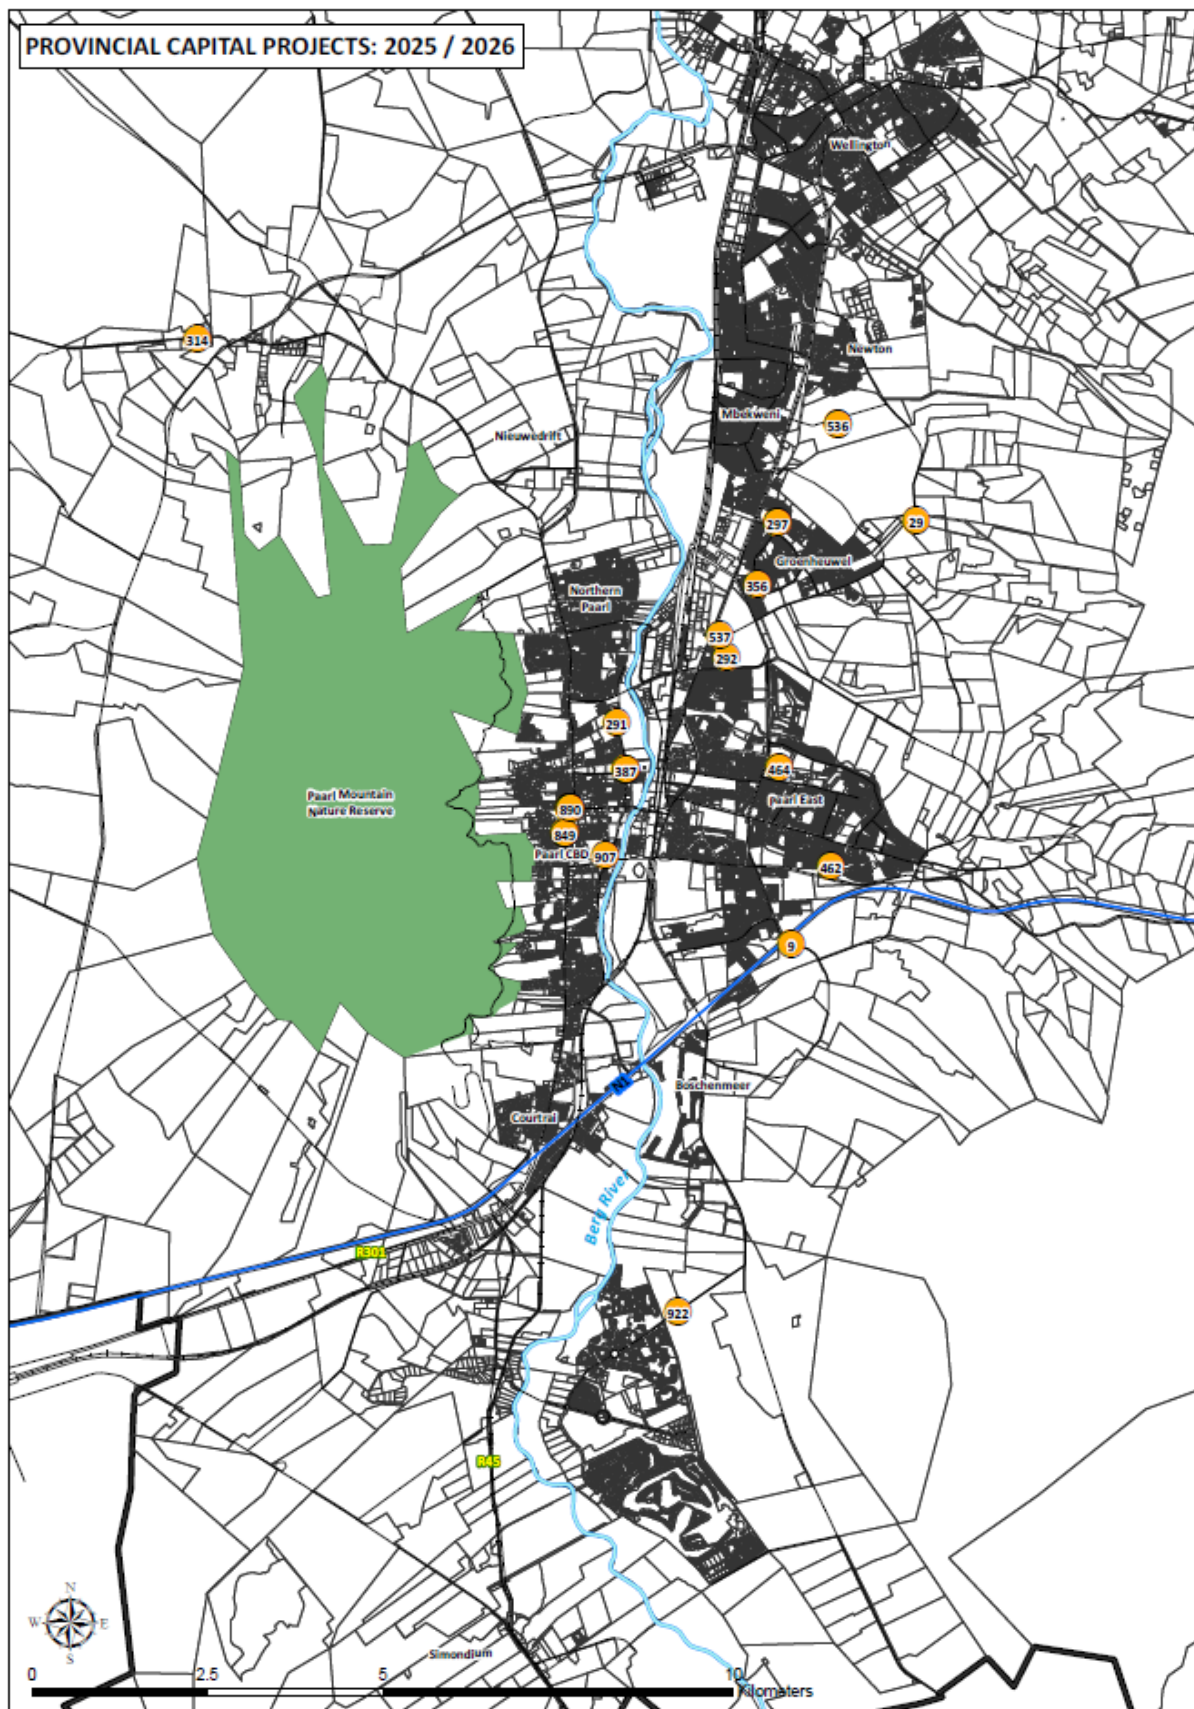 PROVINCIAL CAPITAL PROJECTS: 2025 / 2026
Wellington
314
Newton
Mbekweni
536
Nieuwedrift
297
29
Groenheuwel
356
Northern
Paarl
537
292
291
387
464
Paarl Mountain
Nature Reserve
890
Paarl East
849
Paarl CBD
907
462
9
N1
Boschenmeer
Courtrai
Berg River
R301
922
R45
N
W
E
S
Simondium
0
2.5
5
10
Kilometers